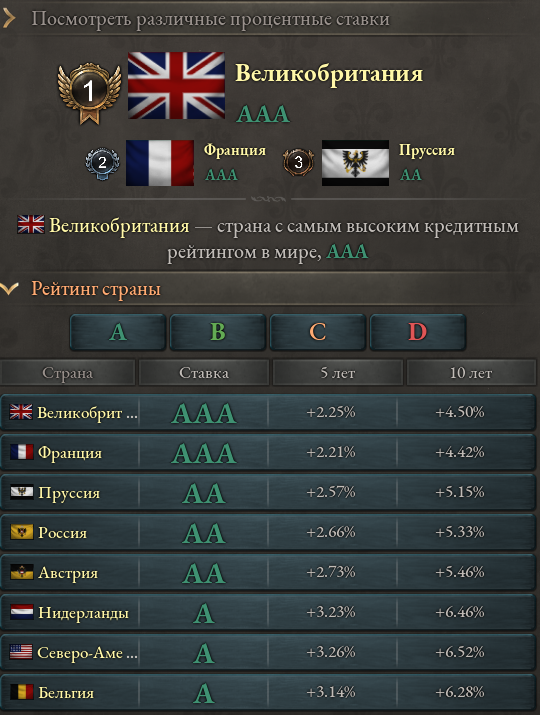 Посмотреть различные процентные ставки
1
Великобритания
AAA
2
Франция
AAA
3
Пруссия
AA
Великобритания — страна с самым высоким кредитным
рейтингом в мире, AAA
Рейтинг страны
A B C D
Страна Ставка 5 лет 10 лет
Великобрит ... AAA +2.25% +4.50%
Франция AAA +2.21% +4.42%
Пруссия AA +2.57% +5.15%
Россия AA +2.66% +5.33%
Австрия AA +2.73% +5.46%
Нидерланды A +3.23% +6.46%
Северо-Аме ... A +3.26% +6.52%
Бельгия A +3.14% +6.28%